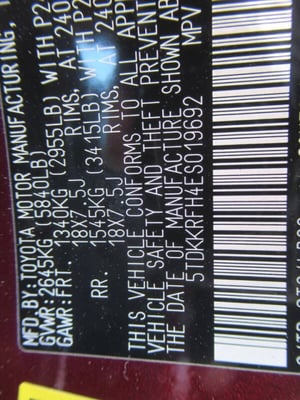 MFD.BY:TOYOTA MOTOR MANUFACTURING,
GVWR:2645KG (5840LB)
GAWR:FRT. 1340KG (2955LB) WITH P2
18X7.5J RIMS, AT 240
RR. 1545KG (3415LB) WITH P2
18X7.5J RIMS, AT 240
THIS VEHICLE CONFORMS TO ALL APP
VEHICLE SAFETY AND THEFT PREVENT
THE DATE OF MANUFACTURE SHOWN AB
5TDKKRFH4ES019892 MPV